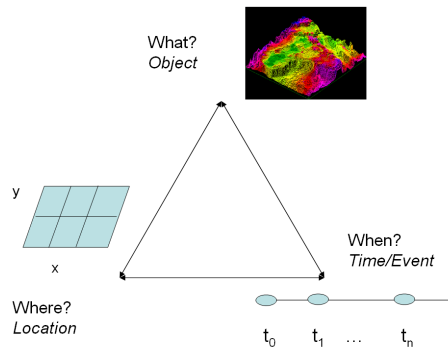 What?
Object
y
x
When?
Time/Event
Where?
Location
t0 t1 … tn